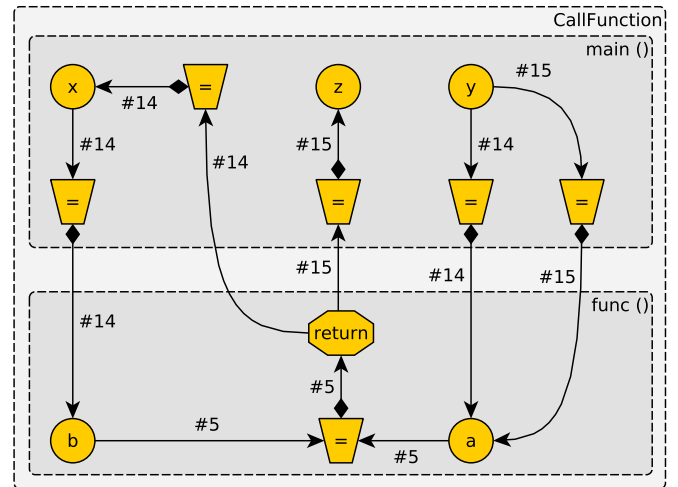 CallFunction
main ()
x
#14
=
z
y
#15
#14
#14
#15
#14
=
=
=
=
#14
#15
#14
#15
func ()
return
#5
b
#5
=
#5
a